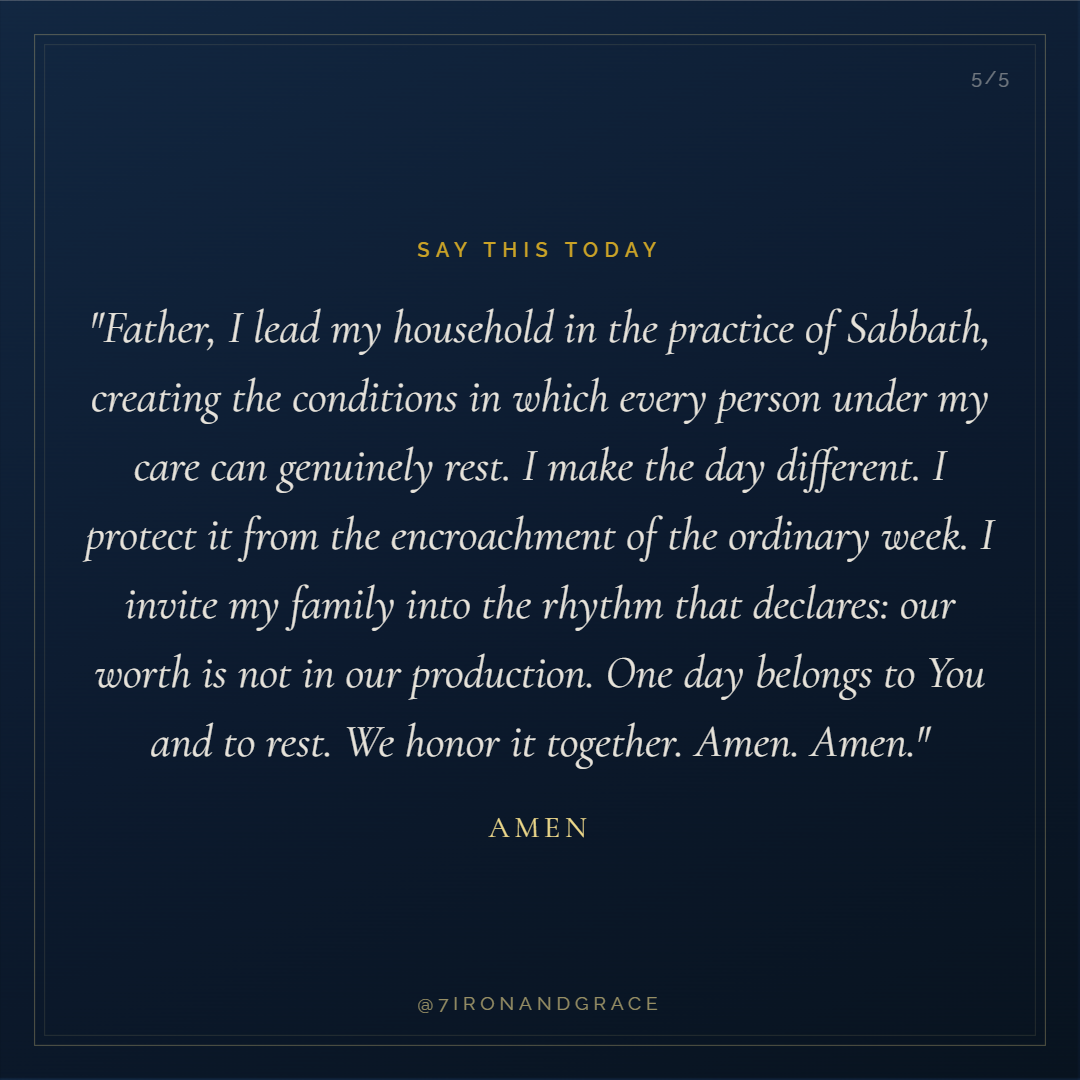 5/5
SAY THIS TODAY
"Father, I lead my household in the practice of Sabbath,
creating the conditions in which every person under my
care can genuinely rest. I make the day different. I
protect it from the encroachment of the ordinary week. I
invite my family into the rhythm that declares: our
worth is not in our production. One day belongs to You
and to rest. We honor it together. Amen. Amen."
AMEN
@7IRONANDGRACE